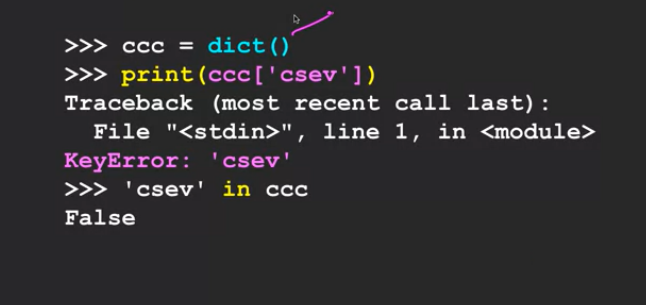 >>> ccc = dict()
>>> print(ccc['csev'])
Traceback (most recent call last):
  File "<stdin>", line 1, in <module>
KeyError: 'csev'
>>> 'csev' in ccc
False